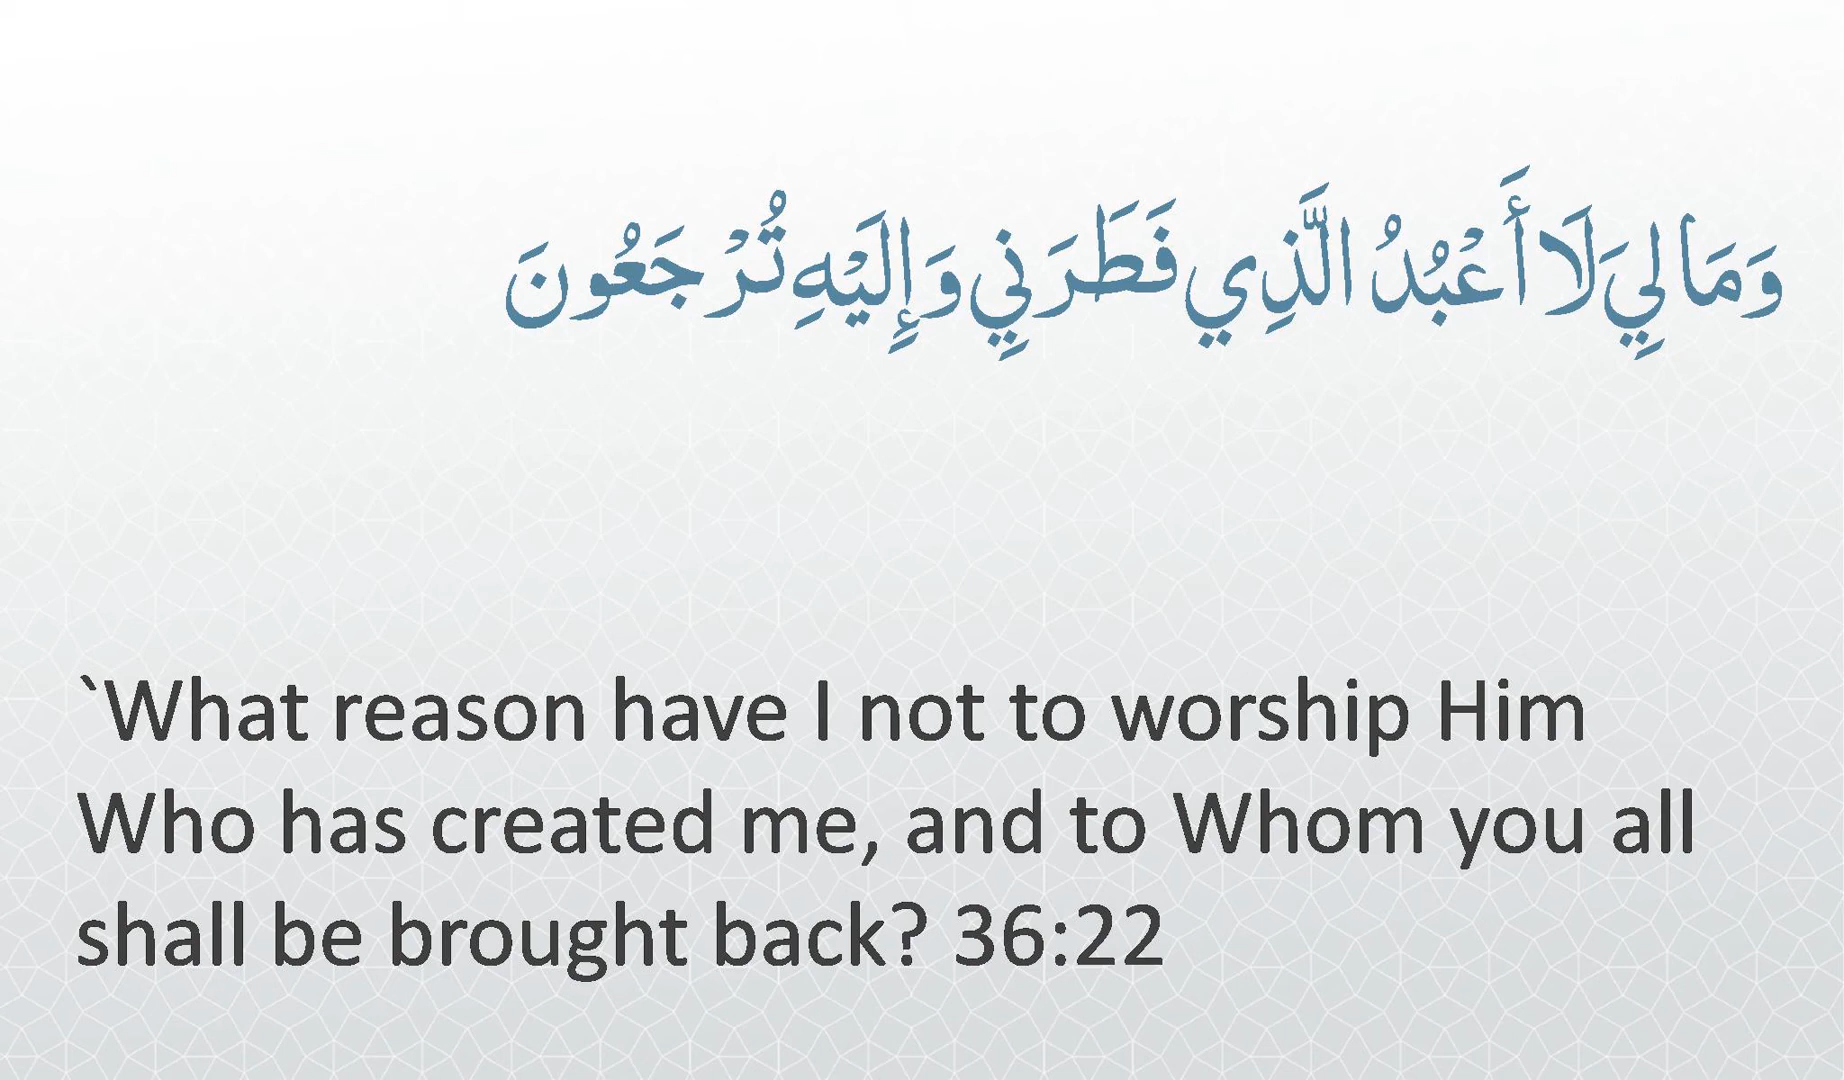 وَمَا لِيَ لَا أَعْبُدُ الَّذِي فَطَرَنِي وَإِلَيْهِ تُرْجَعُونَ
`What reason have I not to worship Him
Who has created me, and to Whom you all
shall be brought back? 36:22